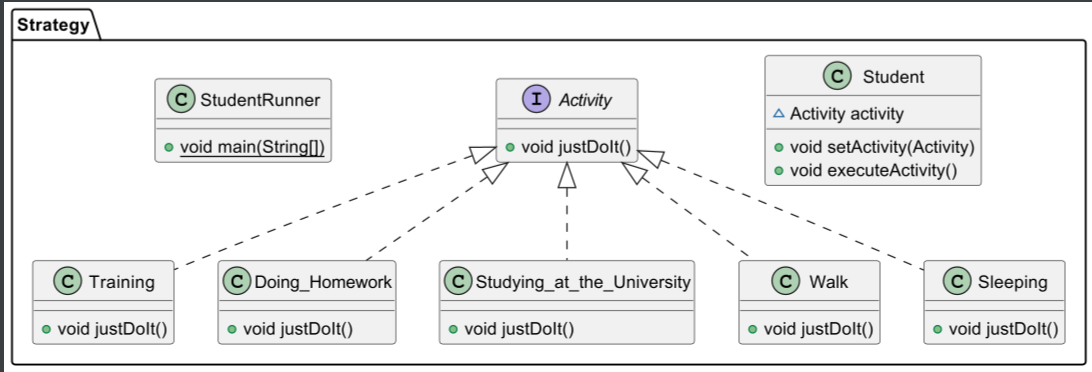 Strategy
C StudentRunner
void main(String[])
I Activity
void justDoIt()
C Student
Activity activity
void setActivity(Activity)
void executeActivity()
C Training
void justDoIt()
C Doing_Homework
void justDoIt()
C Studying_at_the_University
void justDoIt()
C Walk
void justDoIt()
C Sleeping
void justDoIt()